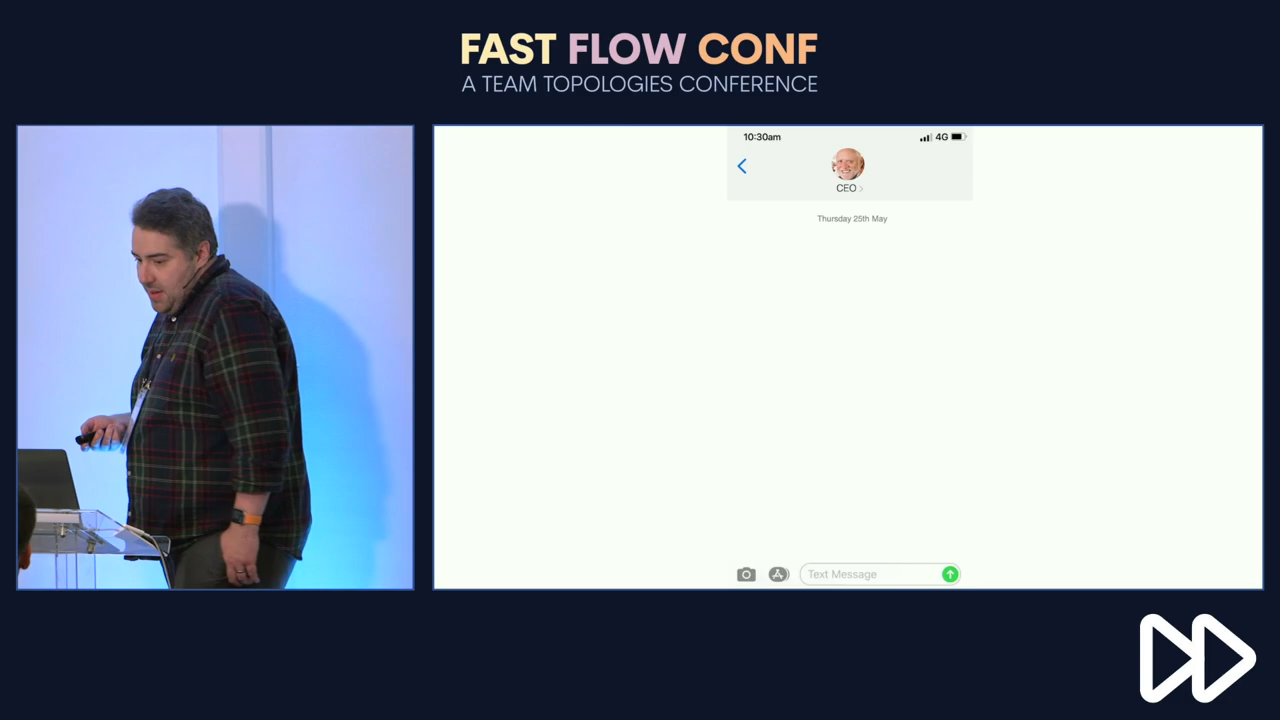 FAST FLOW CONF
A TEAM TOPOLOGIES CONFERENCE
10:30am
4G
CEO
Thursday 25th May
Text Message